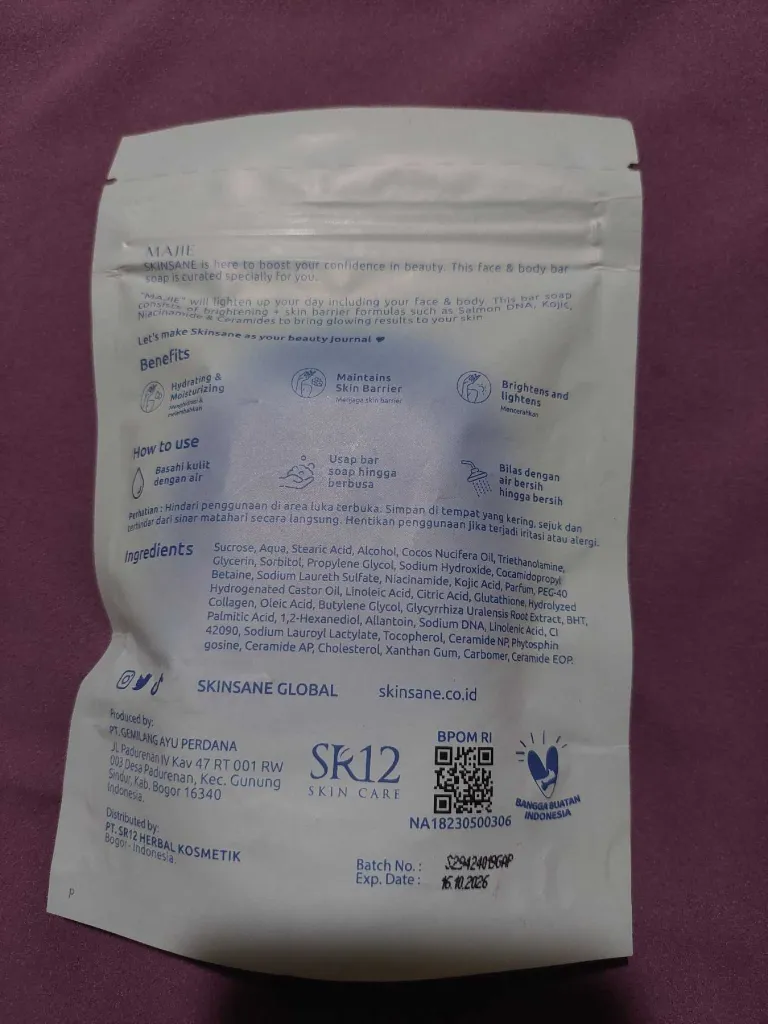 MAJIE
SKINSANE is here to boost your confidence in beauty. This face & body bar
soap is curated specially for you.
"MAJIE" will lighten up your day including your face & body. This bar soap
consists of brightening + skin barrier formulas such as Salmon DNA, Kojic,
Niacinamide & Ceramides to bring glowing results to your skin
Let's make Skinsane as your beauty journal ♥
Benefits
Hydrating &
Moisturizing
Menghidrasi &
melembabkan
Maintains
Skin Barrier
Menjaga skin barrier
Brightens and
lightens
Mencerahkan
How to use
Basahi kulit
dengan air
Usap bar
soap hingga
berbusa
Bilas dengan
air bersih
hingga bersih
Perhatian : Hindari penggunaan di area luka terbuka. Simpan di tempat yang kering, sejuk dan
terhindar dari sinar matahari secara langsung. Hentikan penggunaan jika terjadi iritasi atau alergi.
Ingredients
Sucrose, Aqua, Stearic Acid, Alcohol, Cocos Nucifera Oil, Triethanolamine,
Glycerin, Sorbitol, Propylene Glycol, Sodium Hydroxide, Cocamidopropyl
Betaine, Sodium Laureth Sulfate, Niacinamide, Kojic Acid, Parfum, PEG-40
Hydrogenated Castor Oil, Linoleic Acid, Citric Acid, Glutathione, Hydrolyzed
Collagen, Oleic Acid, Butylene Glycol, Glycyrrhiza Uralensis Root Extract, BHT,
Palmitic Acid, 1,2-Hexanediol, Allantoin, Sodium DNA, Linolenic Acid, CI
42090, Sodium Lauroyl Lactylate, Tocopherol, Ceramide NP, Phytosphin
gosine, Ceramide AP, Cholesterol, Xanthan Gum, Carbomer, Ceramide EOP.
SKINSANE GLOBAL
skinsane.co.id
Produced by:
PT. GEMILANG AYU PERDANA
JL Padurenan IV Kav 47 RT 001 RW
003 Desa Padurenan, Kec. Gunung
Sindur, Kab. Bogor 16340
Indonesia.
Distributed by:
PT. SR12 HERBAL KOSMETIK
Bogor - Indonesia.
SR12
SKIN CARE
BPOM RI
NA18230500306
BANGGA BUATAN
INDONESIA
Batch No. :
Exp. Date : 16.10.2026
P